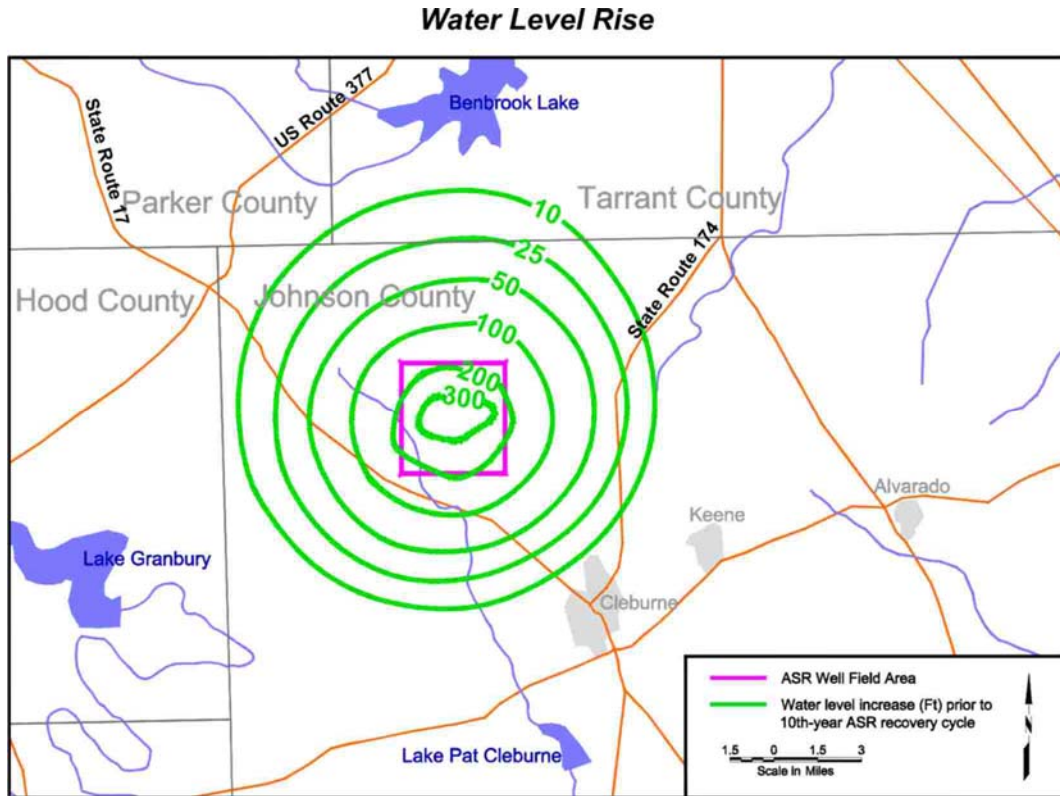 Water Level Rise
State Route 17
US Route 377
Benbrook Lake
Parker County
Tarrant County
10
25
State Route 174
Hood County
Johnson County
50
100
200
300
Alvarado
Keene
Lake Granbury
Cleburne
ASR Well Field Area
Water level increase (Ft) prior to
10th-year ASR recovery cycle
Lake Pat Cleburne
1.5 0 1.5 3
Scale in Miles
N